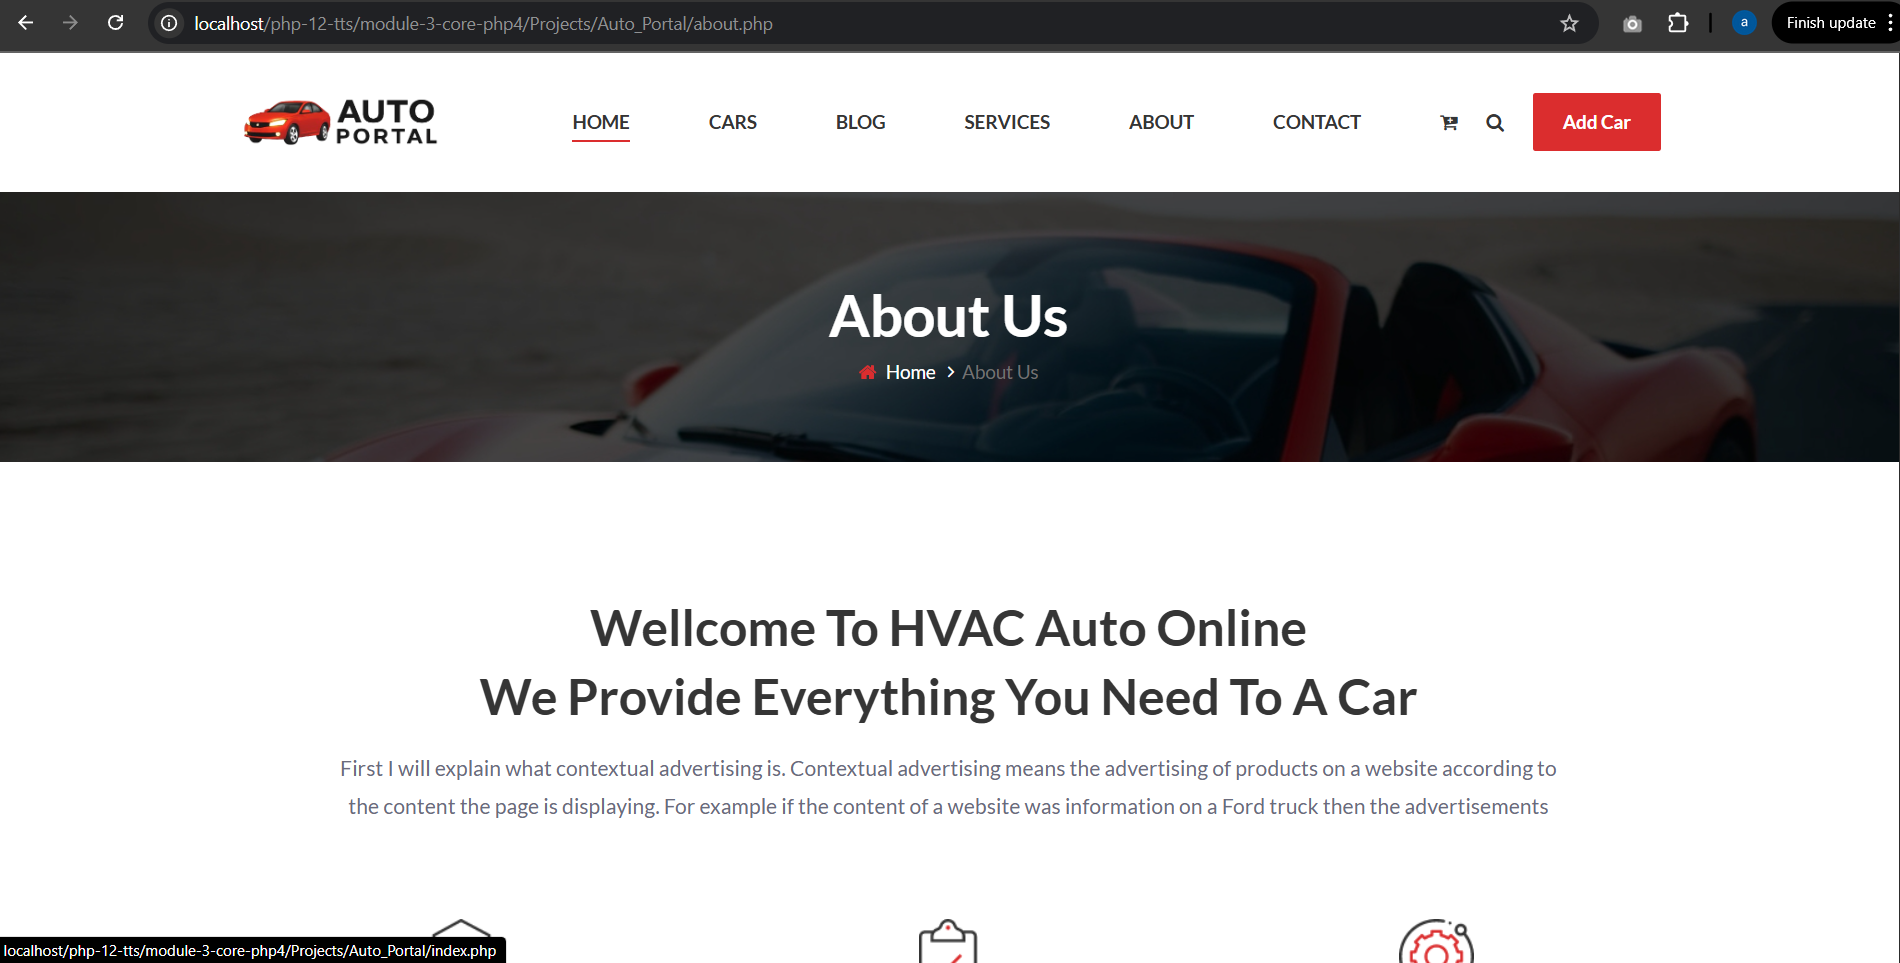 localhost/php-12-tts/module-3-core-php4/Projects/Auto_Portal/about.php
a
Finish update
AUTO
PORTAL
HOME
CARS
BLOG
SERVICES
ABOUT
CONTACT
Add Car
About Us
Home
About Us
Wellcome To HVAC Auto Online
We Provide Everything You Need To A Car
First I will explain what contextual advertising is. Contextual advertising means the advertising of products on a website according to
the content the page is displaying. For example if the content of a website was information on a Ford truck then the advertisements
localhost/php-12-tts/module-3-core-php4/Projects/Auto_Portal/index.php